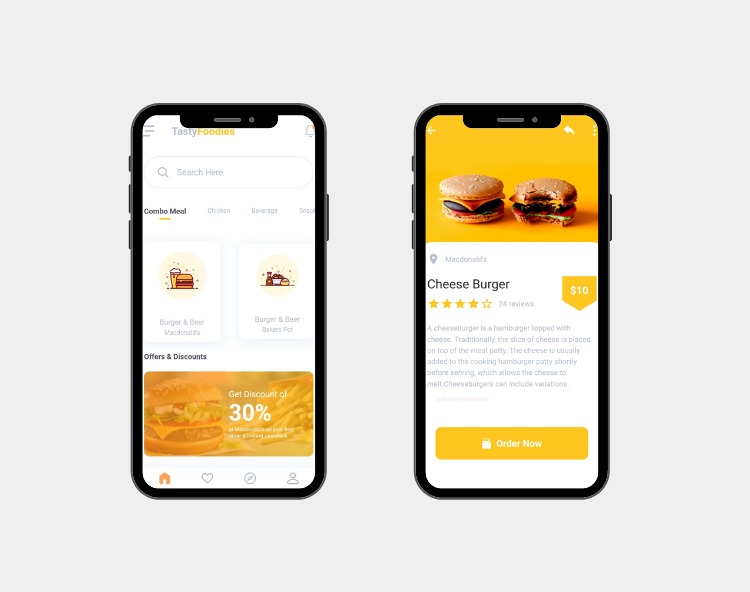 TastyFoodies
Search Here
Combo Meal Chicken Beverage Snac
Burger & Beer
Macdonald's
Burger & Beer
Bakers Pot
Offers & Discounts
Get Discount of
30%
Macdonald's
Cheese Burger
$10
24 reviews
A cheeseburger is a hamburger topped with
cheese. Traditionally, the slice of cheese is placed
on top of the meat patty. The cheese is usually
added to the cooking hamburger patty shortly
before serving, which allows the cheese to
melt.Cheeseburgers can include variations.
Order Now